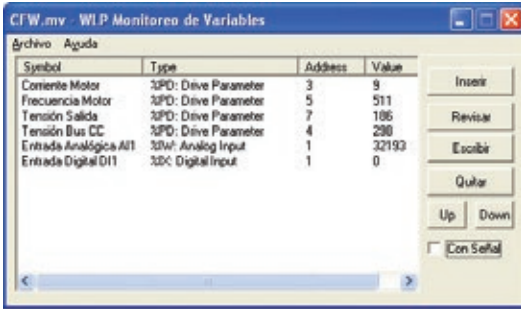 CFW.mv - WLP Monitoreo de Variables
Archivo Ayuda
Symbol Type Address Value
Corriente Motor %PD: Drive Parameter 3 9
Frecuencia Motor %PD: Drive Parameter 5 511
Tensión Salida %PD: Drive Parameter 7 186
Tensión Bus CC %PD: Drive Parameter 4 298
Entrada Analógica AI1 %IW: Analog Input 1 32193
Entrada Digital DI1 %IX: Digital Input 1 0
Inserir
Revisar
Escribir
Quitar
Up Down
Con Señal